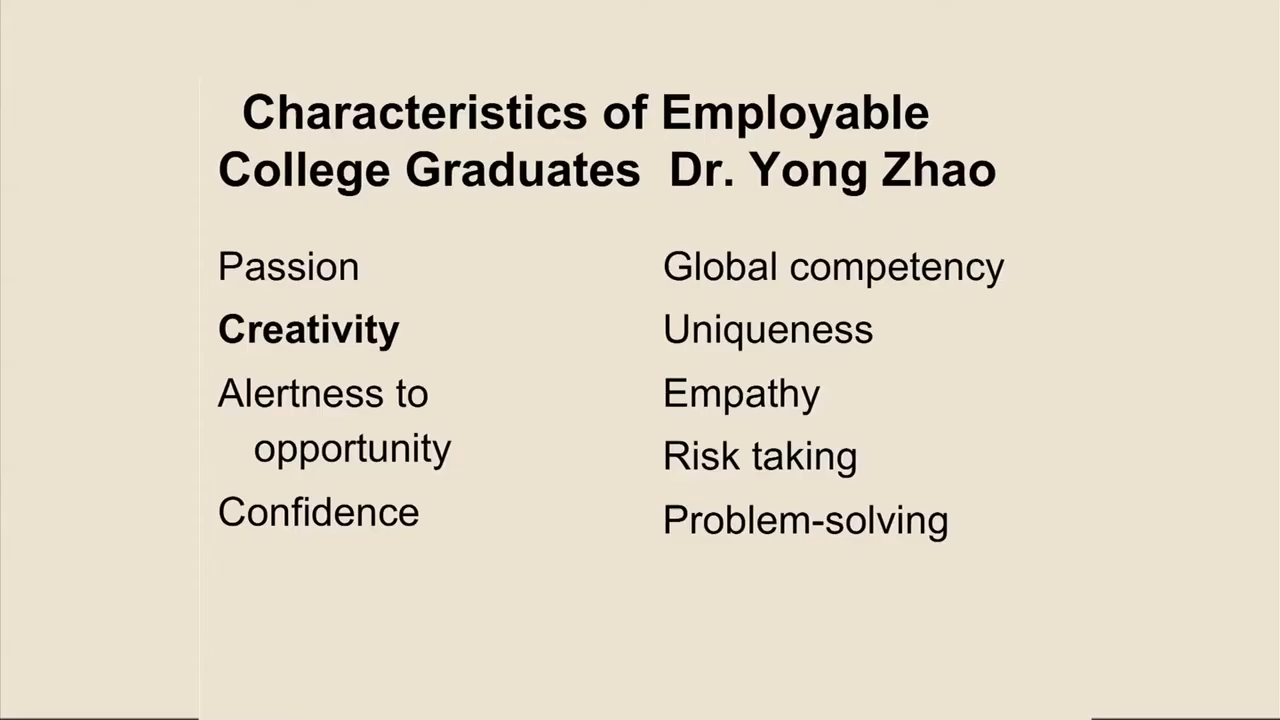 Characteristics of Employable
College Graduates Dr. Yong Zhao
Passion
Creativity
Alertness to
opportunity
Confidence
Global competency
Uniqueness
Empathy
Risk taking
Problem-solving